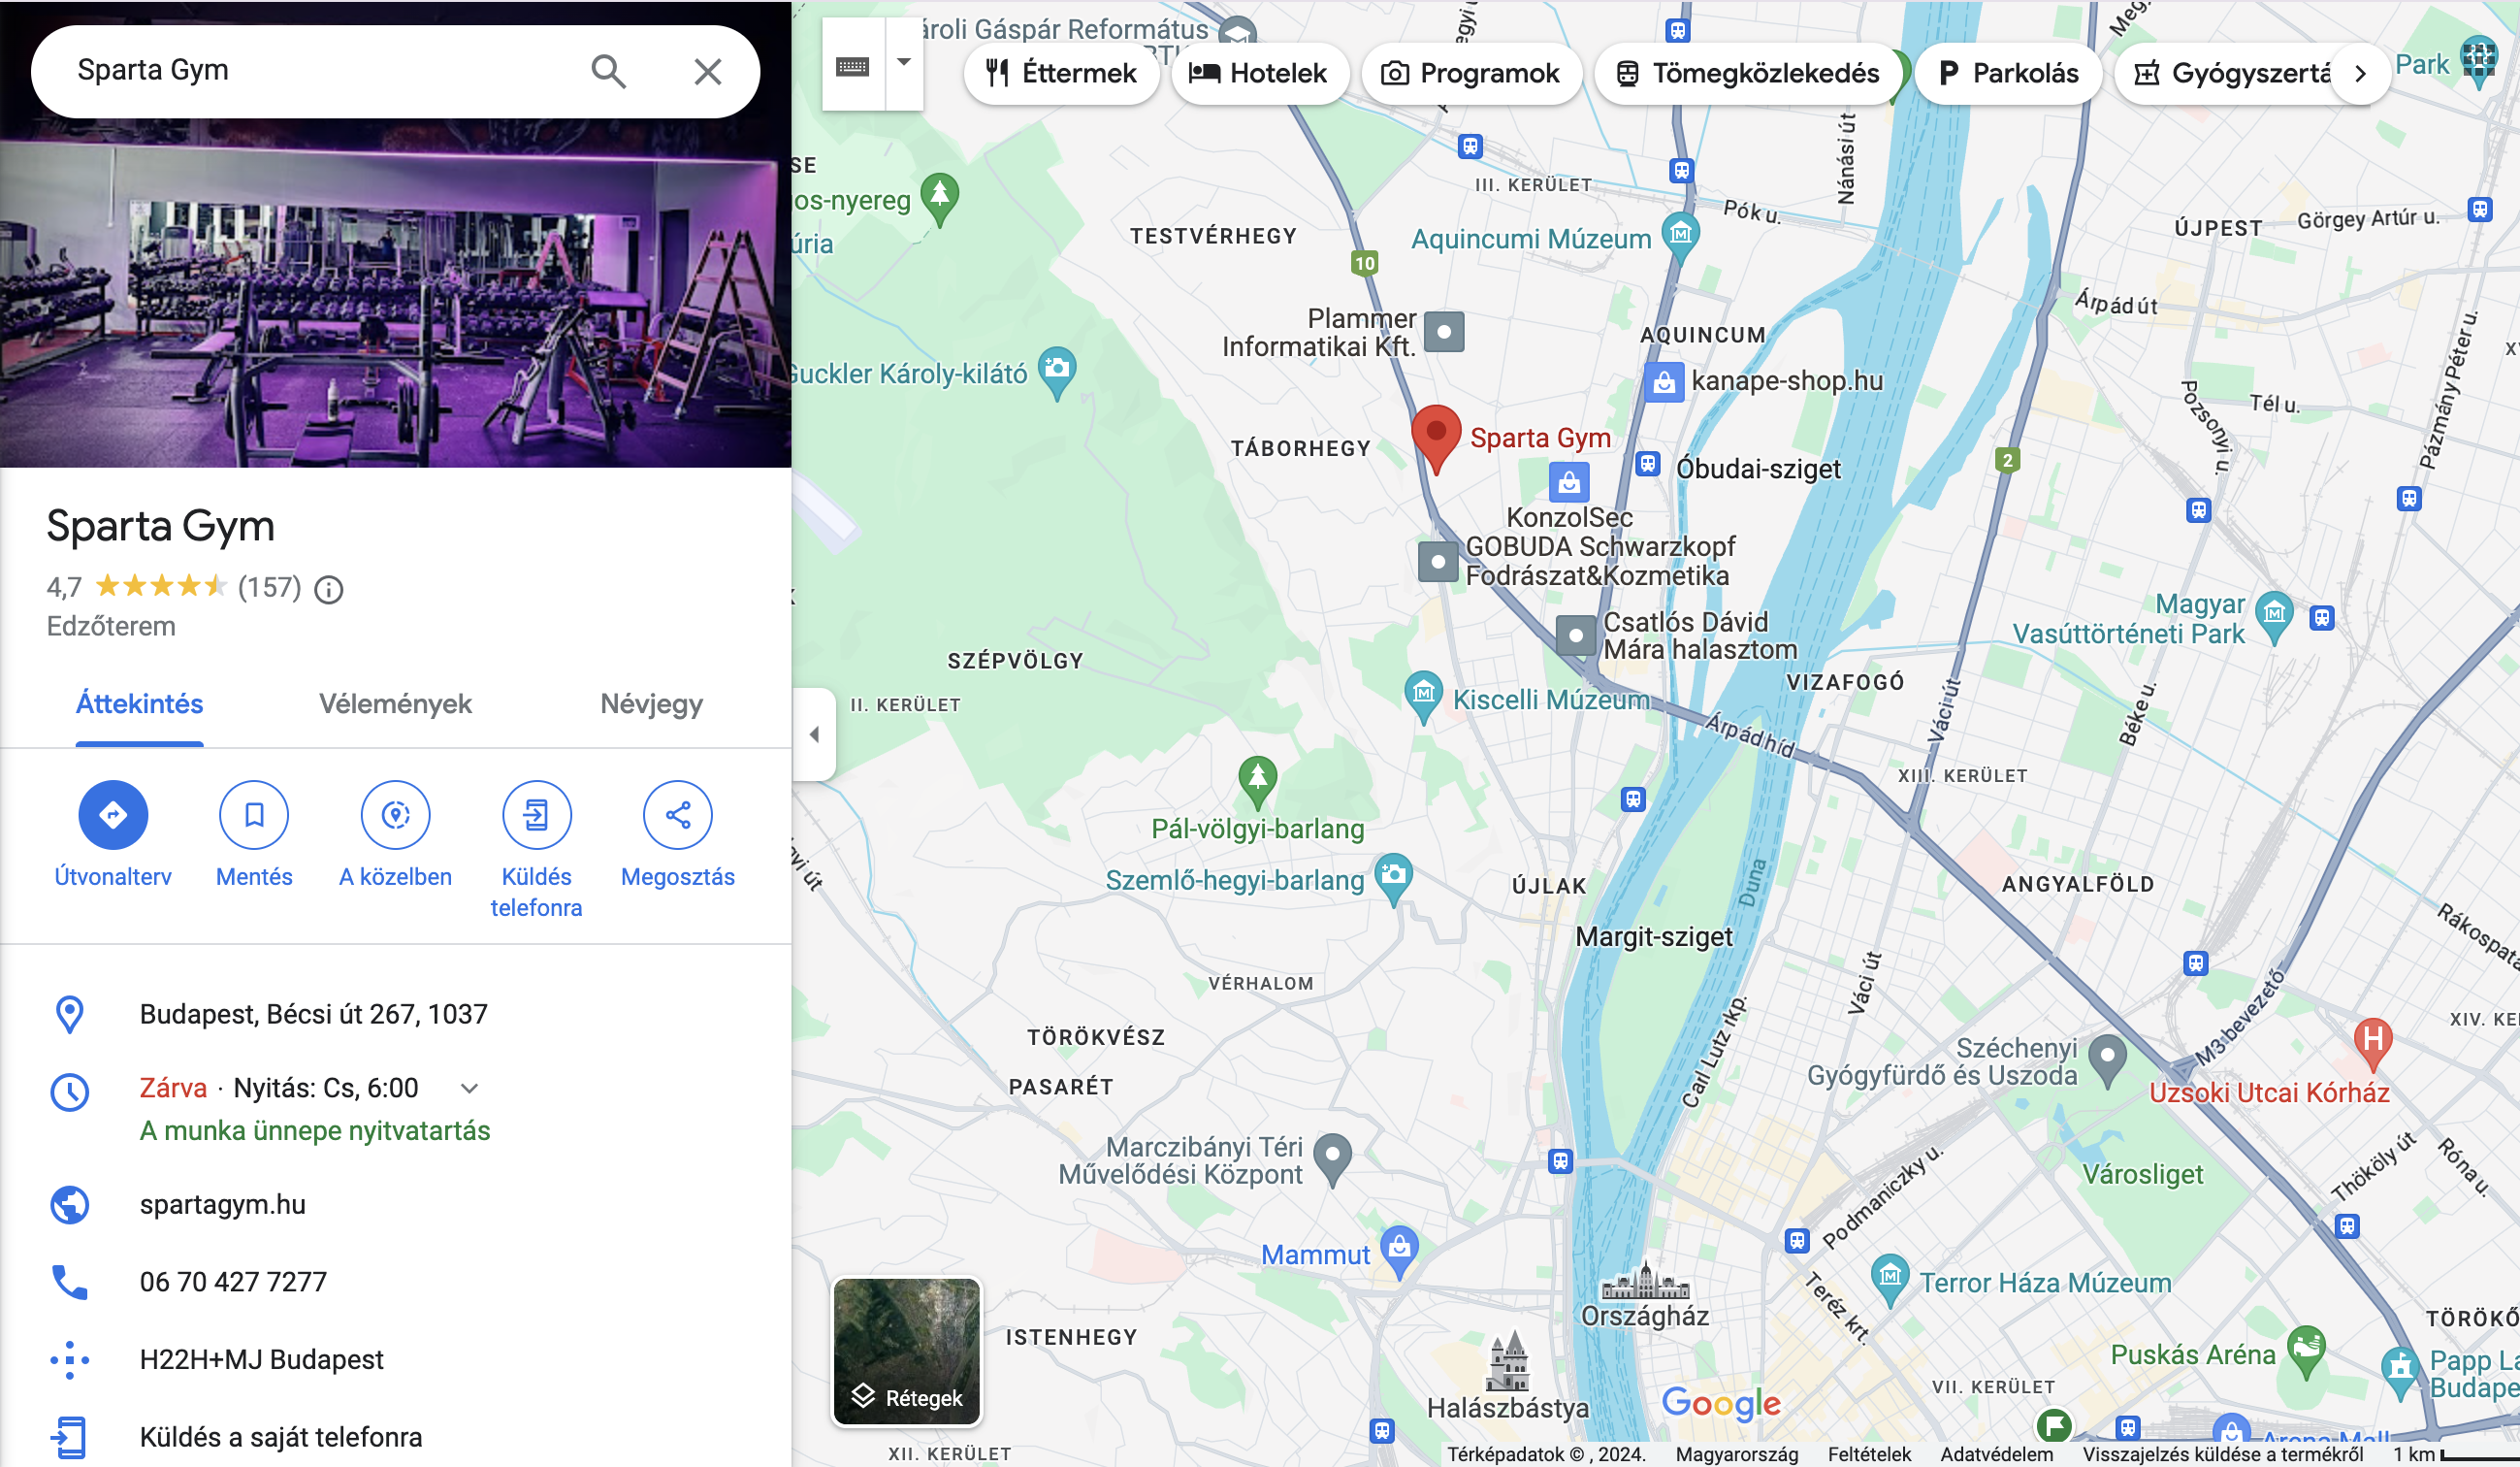 Sparta Gym
Sparta Gym
4,7 (157)
Edzőterem
Áttekintés
Vélemények
Névjegy
Útvonalterv
Mentés
A közelben
Küldés
telefonra
Megosztás
Budapest, Bécsi út 267, 1037
Zárva · Nyitás: Cs, 6:00
A munka ünnepe nyitvatartás
spartagym.hu
06 70 427 7277
H22H+MJ Budapest
Küldés a saját telefonra
Éttermek
Hotelek
Programok
Tömegközlekedés
Parkolás
Gyógyszertá
Park
ároli Gáspár Református
SE
os-nyereg
úria
TESTVÉRHEGY
III. KERÜLET
Nánási út
Pók u.
Aquincumi Múzeum
10
ÚJPEST
Görgey Artúr u.
Árpád út
Plammer
Informatikai Kft.
AQUINCUM
Guckler Károly-kilátó
kanape-shop.hu
Pozsonyi u.
Tél u.
Pázmány Péter u.
TÁBORHEGY
Sparta Gym
Óbudai-sziget
2
KonzolSec
GOBUDA Schwarzkopf
Fodrászat&Kozmetika
Csatlós Dávid
Mára halasztom
Magyar
Vasúttörténeti Park
SZÉPVÖLGY
II. KERÜLET
Kiscelli Múzeum
VIZAFOGÓ
Árpád híd
Váci út
Béke u.
XIII. KERÜLET
Pál-völgyi-barlang
Szemlő-hegyi-barlang
ÚJLAK
Duna
ANGYALFÖLD
Margit-sziget
Rákospata
VÉRHALOM
Váci út
M3 bevezető
XIV. KE
TÖRÖKVÉSZ
PASARÉT
Carl Lutz rkp.
Széchenyi
Gyógyfürdő és Uszoda
Uzsoki Utcai Kórház
Marczibányi Téri
Művelődési Központ
Podmaniczky u.
Városliget
Thököly út
Róna u.
Mammut
Országház
Teréz krt.
Terror Háza Múzeum
TÖRÖKŐ
ISTENHEGY
Puskás Aréna
Papp La
Budape
Rétegek
Halászbástya
Google
VII. KERÜLET
Arena Mall
XII. KERÜLET
Térképadatok © , 2024.
Magyarország
Feltételek
Adatvédelem
Visszajelzés küldése a termékről
1 km